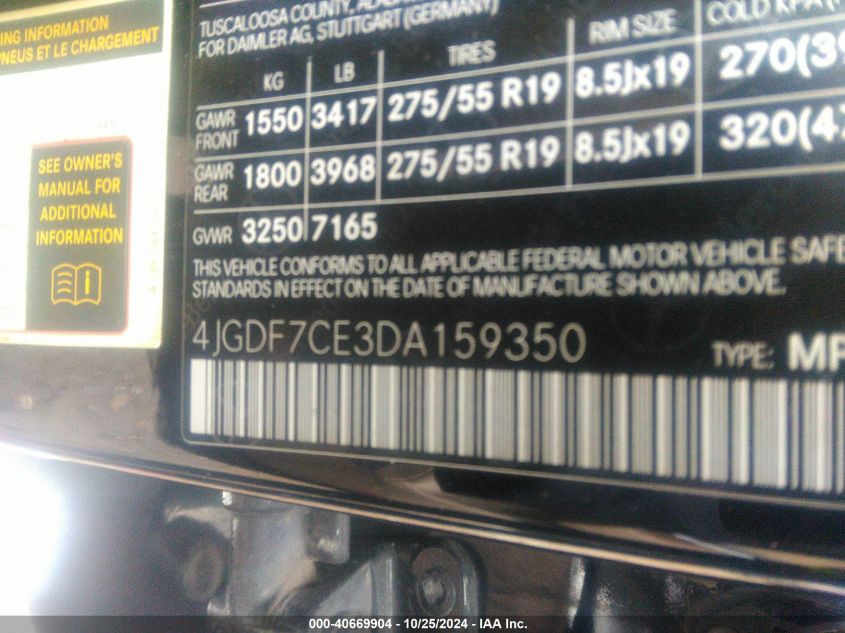 ING INFORMATION
PNEUS ET LE CHARGEMENT
SEE OWNER'S
MANUAL FOR
ADDITIONAL
INFORMATION
TUSCALOOSA COUNTY,
FOR DAIMLER AG, STUTTGART (GERMANY)
KG LB TIRES RIM SIZE COLD
GAWR FRONT 1550 3417 275/55 R19 8.5Jx19 270(39
GAWR REAR 1800 3968 275/55 R19 8.5Jx19 320(47
GVWR 3250 7165
THIS VEHICLE CONFORMS TO ALL APPLICABLE FEDERAL MOTOR VEHICLE SAFE
STANDARDS IN EFFECT ON THE DATE OF MANUFACTURE SHOWN ABOVE.
4JGDF7CE3DA159350
TYPE: MP
000-40669904 - 10/25/2024 - IAA Inc.